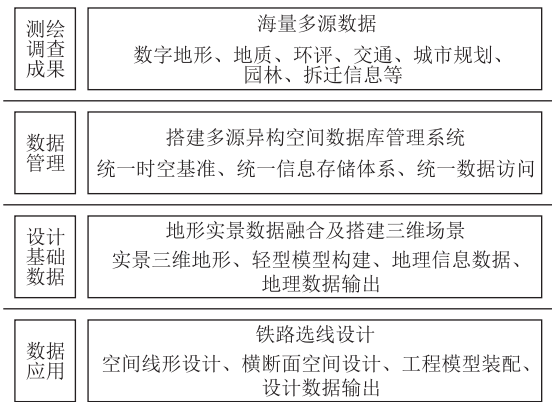 测绘
调查
成果
海量多源数据
数字地形、地质、环评、交通、城市规划、
园林、拆迁信息等
数据
管理
搭建多源异构空间数据库管理系统
统一时空基准、统一信息存储体系、统一数据访问
设计
基础
数据
地形实景数据融合及搭建三维场景
实景三维地形、轻型模型构建、地理信息数据、
地理数据输出
数据
应用
铁路选线设计
空间线形设计、横断面空间设计、工程模型装配、
设计数据输出